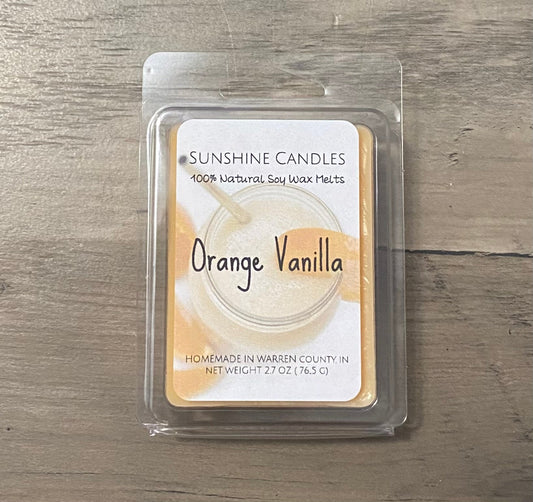 Sunshine Candles
100% Natural Soy Wax Melts
Orange Vanilla
HOMEMADE IN WARREN COUNTY, IN
NET WEIGHT 2.7 OZ ( 76.5 G)